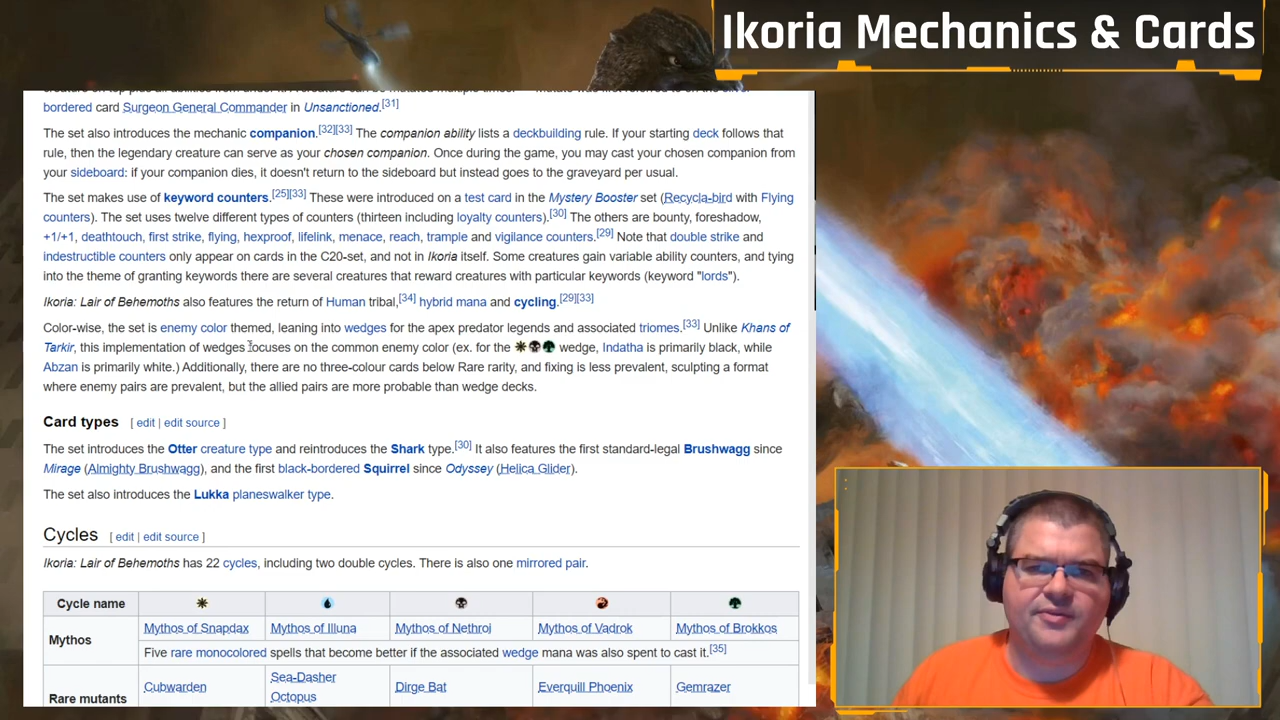 Ikoria Mechanics & Cards
bordered card Surgeon General Commander in Unsanctioned.[31]
The set also introduces the mechanic companion.[32][33] The companion ability lists a deckbuilding rule. If your starting deck follows that
rule, then the legendary creature can serve as your chosen companion. Once during the game, you may cast your chosen companion from
your sideboard: if your companion dies, it doesn't return to the sideboard but instead goes to the graveyard per usual.
The set makes use of keyword counters.[25][33] These were introduced on a test card in the Mystery Booster set (Recycla-bird with Flying
counters). The set uses twelve different types of counters (thirteen including loyalty counters).[30] The others are bounty, foreshadow,
+1/+1, deathtouch, first strike, flying, hexproof, lifelink, menace, reach, trample and vigilance counters.[29] Note that double strike and
indestructible counters only appear on cards in the C20-set, and not in Ikoria itself. Some creatures gain variable ability counters, and tying
into the theme of granting keywords there are several creatures that reward creatures with particular keywords (keyword "lords").
Ikoria: Lair of Behemoths also features the return of Human tribal,[34] hybrid mana and cycling.[29][33]
Color-wise, the set is enemy color themed, leaning into wedges for the apex predator legends and associated triomes.[33] Unlike Khans of
Tarkir, this implementation of wedges focuses on the common enemy color (ex. for the wedge, Indatha is primarily black, while
Abzan is primarily white.) Additionally, there are no three-colour cards below Rare rarity, and fixing is less prevalent, sculpting a format
where enemy pairs are prevalent, but the allied pairs are more probable than wedge decks.
Card types [ edit | edit source ]
The set introduces the Otter creature type and reintroduces the Shark type.[30] It also features the first standard-legal Brushwagg since
Mirage (Almighty Brushwagg), and the first black-bordered Squirrel since Odyssey (Helica Glider).
The set also introduces the Lukka planeswalker type.
Cycles [ edit | edit source ]
Ikoria: Lair of Behemoths has 22 cycles, including two double cycles. There is also one mirrored pair.
Cycle name
Mythos Mythos of Snapdax Mythos of Illuna Mythos of Nethroi Mythos of Vadrok Mythos of Brokkos
Five rare monocolored spells that become better if the associated wedge mana was also spent to cast it.[35]
Rare mutants Cubwarden Sea-Dasher Octopus Dirge Bat Everquill Phoenix Gemrazer